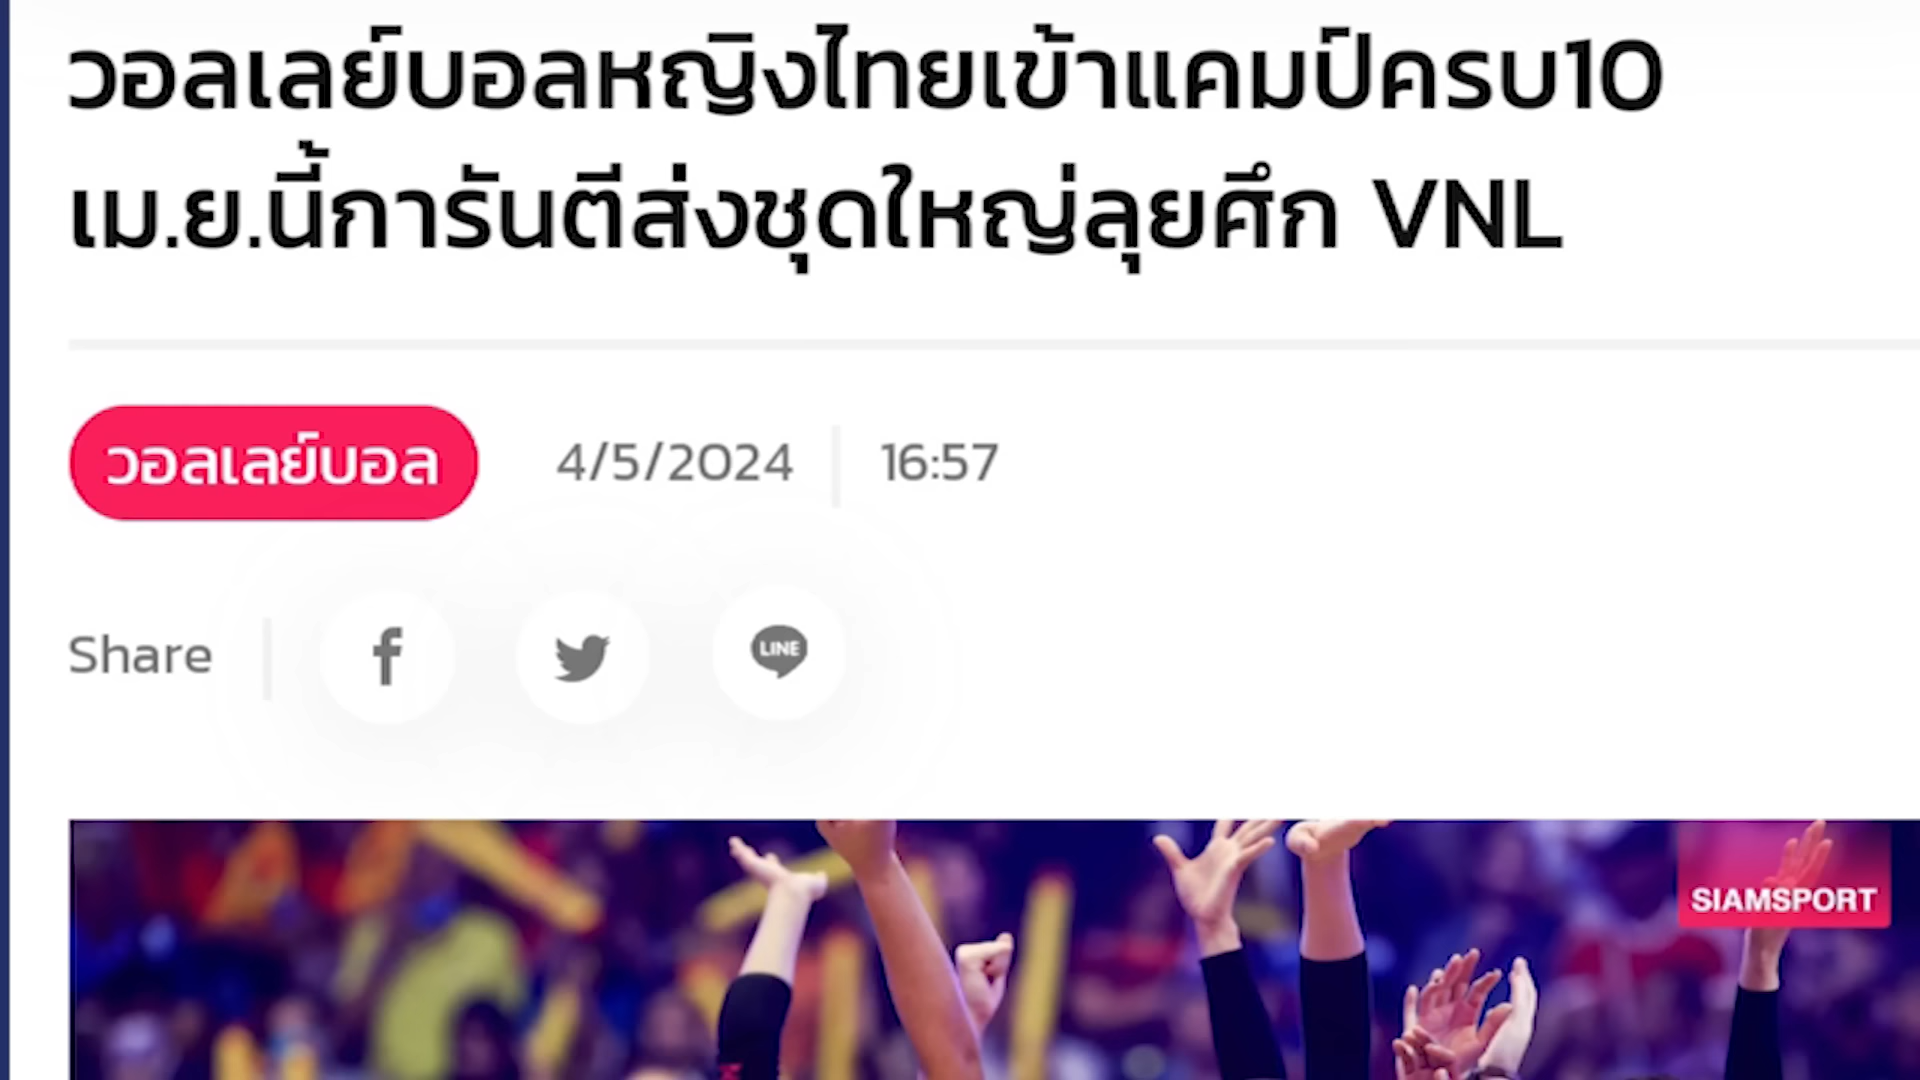 วอลเลย์บอลหญิงไทยเข้าแคมป์ครบ10
เม.ย.นี้การันตีส่งชุดใหญ่ลุยศึก VNL
วอลเลย์บอล 4/5/2024 16:57
Share LINE
SIAMSPORT